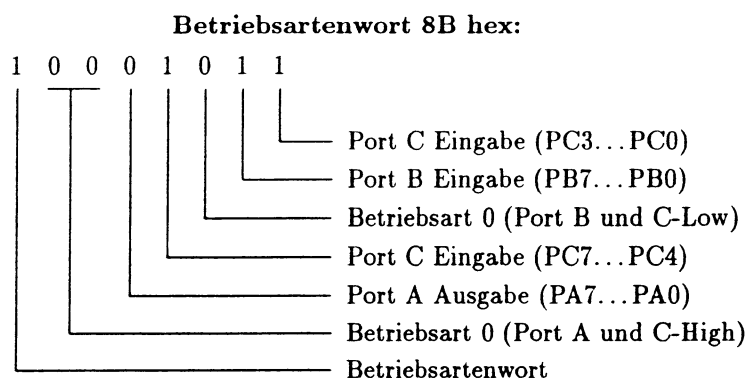 Betriebsartenwort 8B hex:
1 0 0 0 1 0 1 1
Port C Eingabe (PC3...PC0)
Port B Eingabe (PB7...PB0)
Betriebsart 0 (Port B und C-Low)
Port C Eingabe (PC7...PC4)
Port A Ausgabe (PA7...PA0)
Betriebsart 0 (Port A und C-High)
Betriebsartenwort